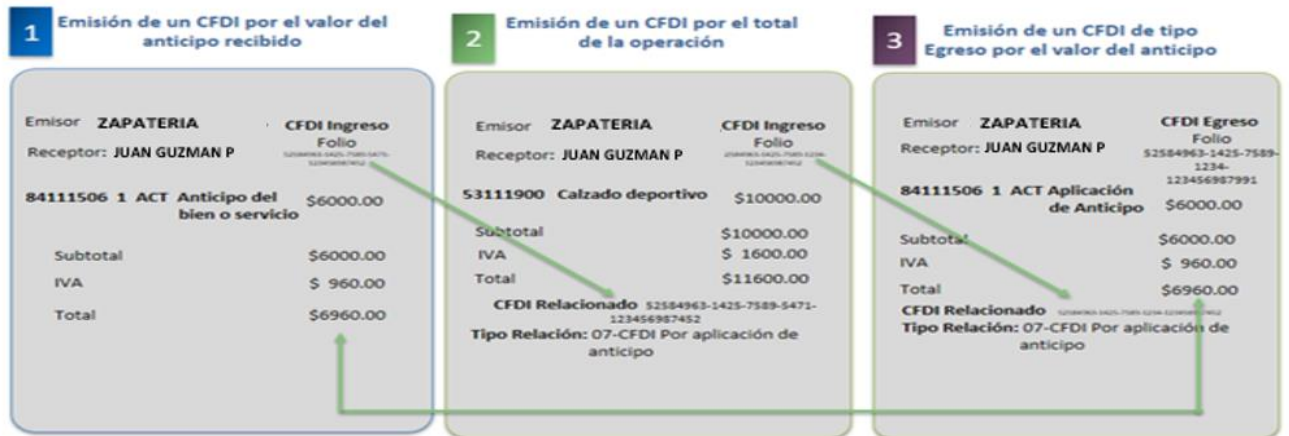 1
Emisión de un CFDI por el valor del
anticipo recibido
Emisor ZAPATERIA
CFDI Ingreso
Folio
52584963-1425-7589-5471-
123456987452
Receptor: JUAN GUZMAN P
84111506 1 ACT Anticipo del
bien o servicio
$6000.00
Subtotal $6000.00
IVA $ 960.00
Total $6960.00
2
Emisión de un CFDI por el total
de la operación
Emisor ZAPATERIA
CFDI Ingreso
Folio
Receptor: JUAN GUZMAN P
53111900 Calzado deportivo $10000.00
Subtotal $10000.00
IVA $ 1600.00
Total $11600.00
CFDI Relacionado 52584963-1425-7589-5471-
123456987452
Tipo Relación: 07-CFDI Por aplicación de
anticipo
3
Emisión de un CFDI de tipo
Egreso por el valor del anticipo
Emisor ZAPATERIA
CFDI Egreso
Folio
52584963-1425-7589-
1234-
123456987991
Receptor: JUAN GUZMAN P
84111506 1 ACT Aplicación
de Anticipo
$6000.00
Subtotal $6000.00
IVA $ 960.00
Total $6960.00
CFDI Relacionado
Tipo Relación: 07-CFDI Por aplicación de
anticipo